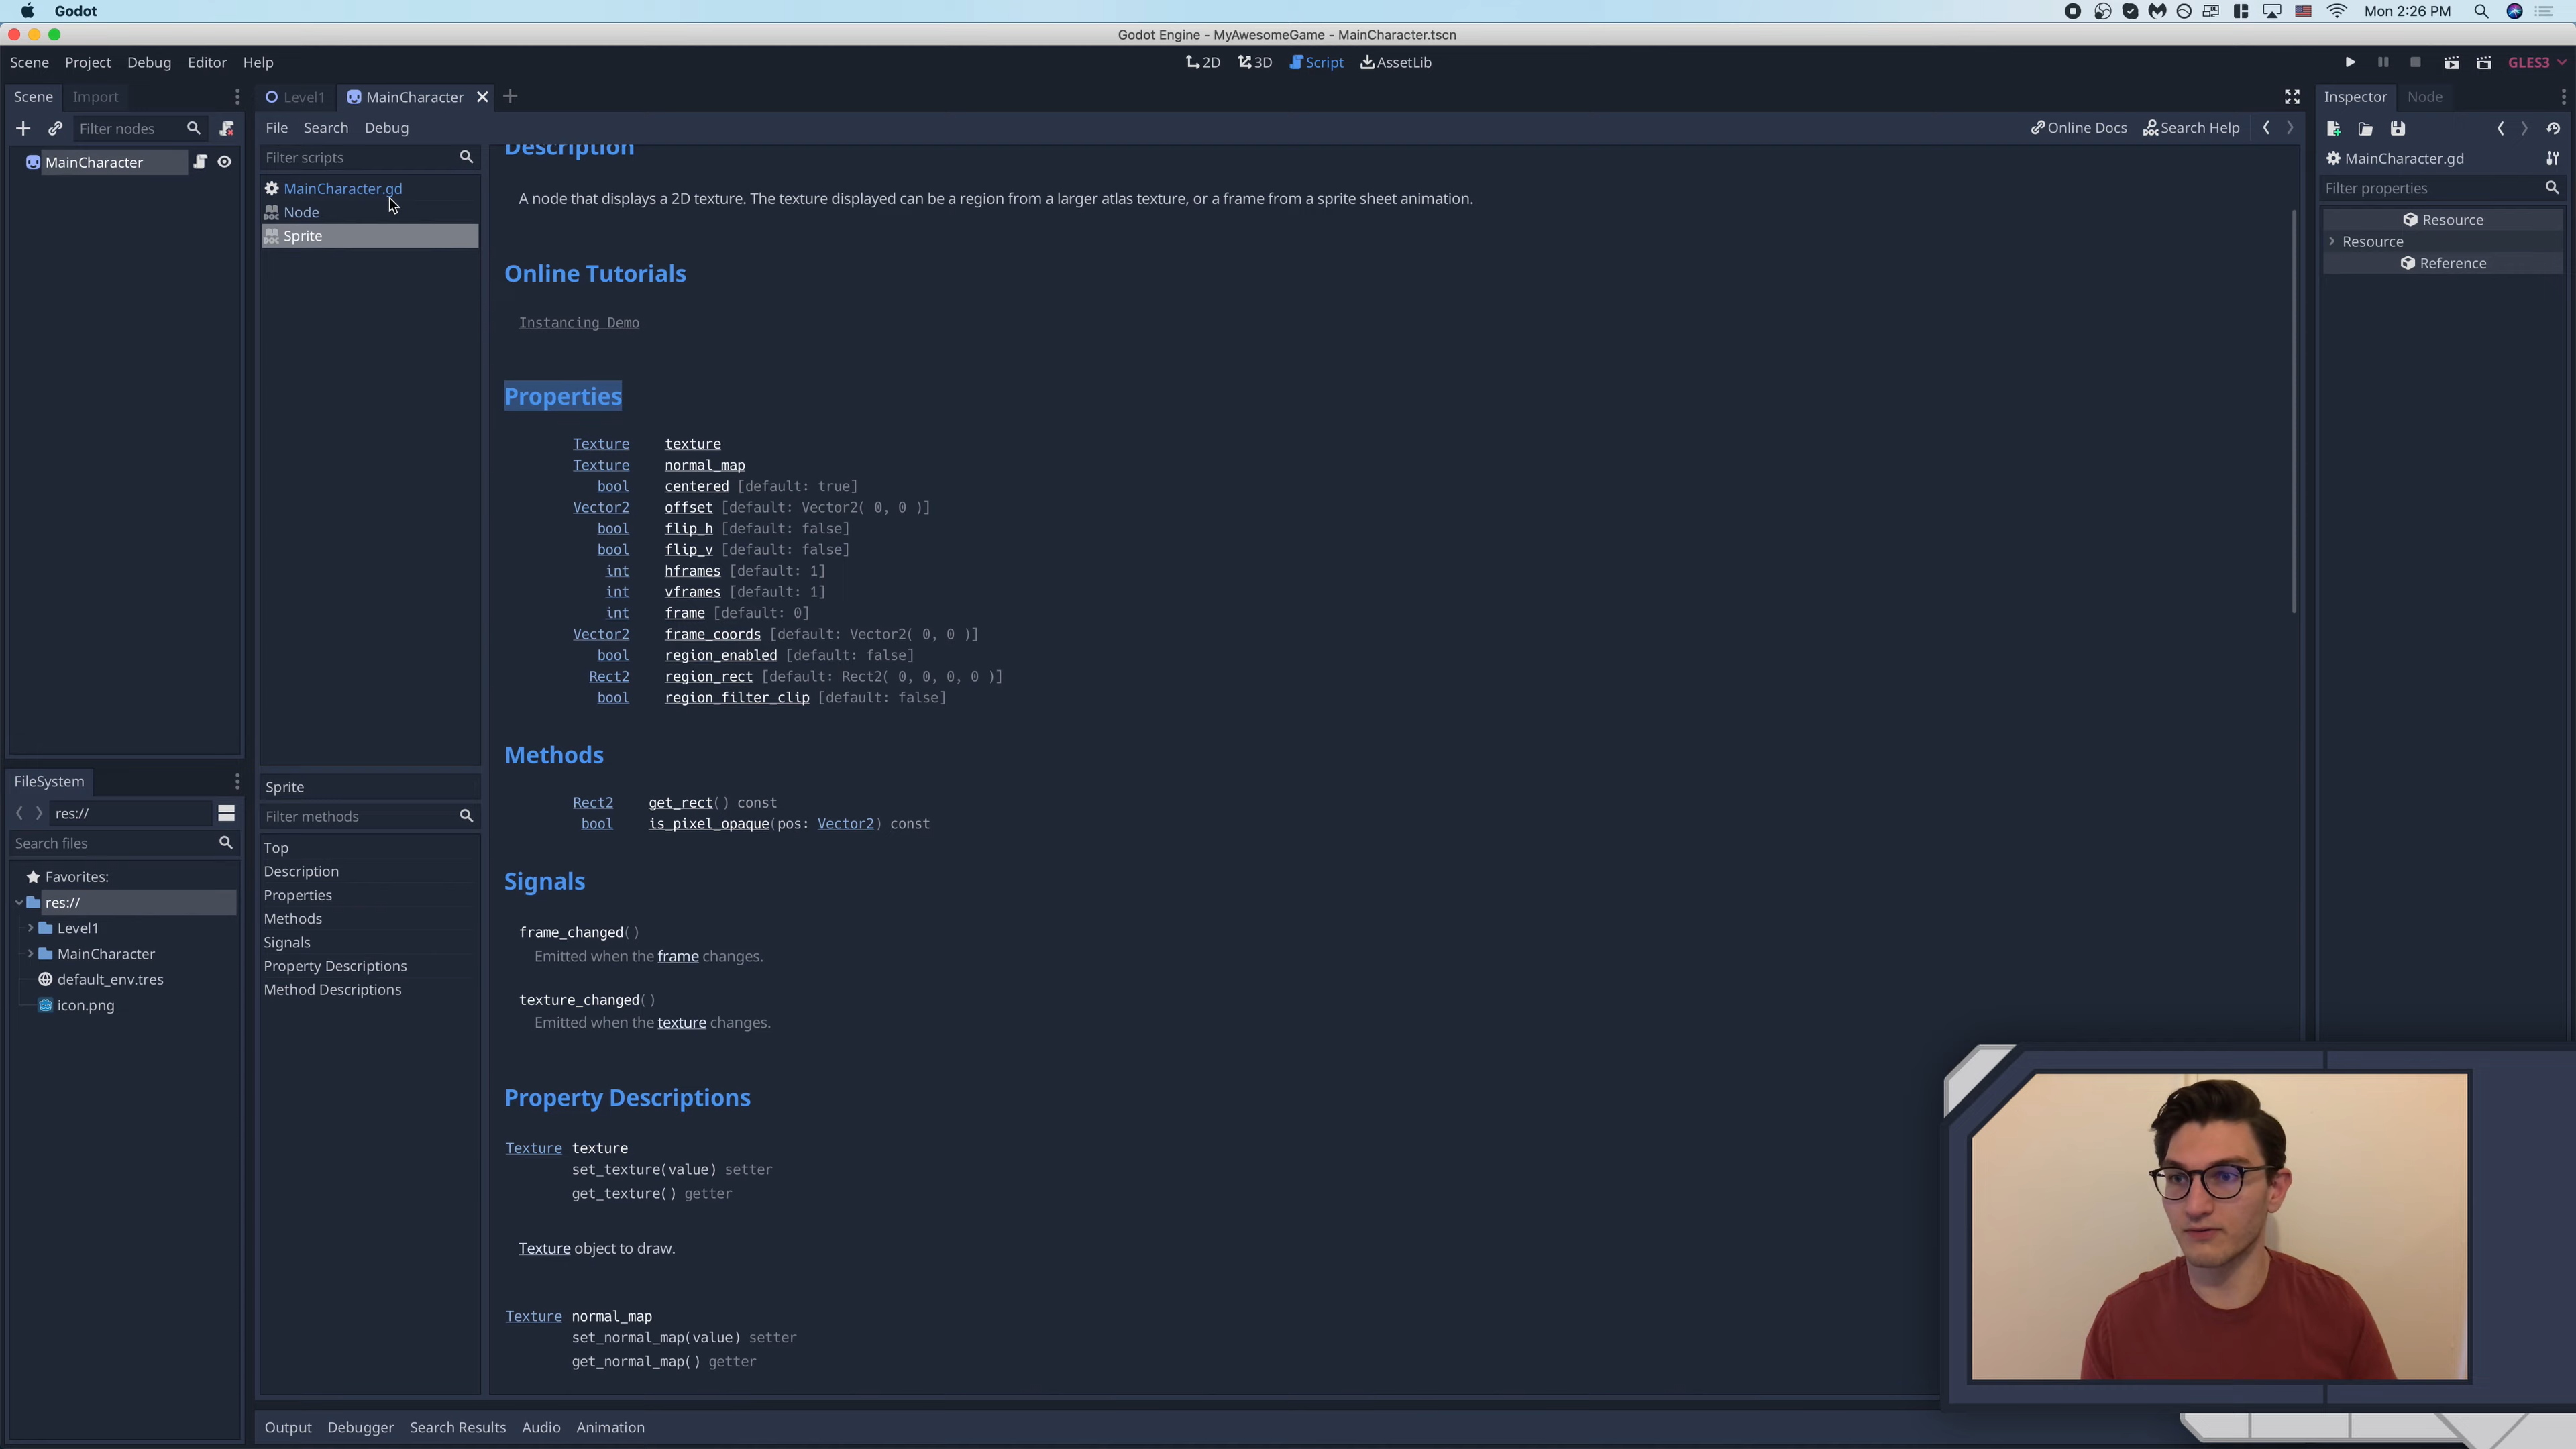 Godot
Mon 2:26 PM
Godot Engine - MyAwesomeGame - MainCharacter.tscn
Scene Project Debug Editor Help
2D 3D Script AssetLib
GLES3
Scene Import
Level1 MainCharacter
Inspector Node
Filter nodes
File Search Debug
Online Docs Search Help
MainCharacter
Filter scripts
MainCharacter.gd
Node
Sprite
MainCharacter.gd
Filter properties
Resource
Resource
Reference
Description
A node that displays a 2D texture. The texture displayed can be a region from a larger atlas texture, or a frame from a sprite sheet animation.
Online Tutorials
Instancing Demo
Properties
Texture texture
Texture normal_map
bool centered [default: true]
Vector2 offset [default: Vector2( 0, 0 )]
bool flip_h [default: false]
bool flip_v [default: false]
int hframes [default: 1]
int vframes [default: 1]
int frame [default: 0]
Vector2 frame_coords [default: Vector2( 0, 0 )]
bool region_enabled [default: false]
Rect2 region_rect [default: Rect2( 0, 0, 0, 0 )]
bool region_filter_clip [default: false]
Methods
Rect2 get_rect() const
bool is_pixel_opaque(pos: Vector2) const
Signals
frame_changed()
Emitted when the frame changes.
texture_changed()
Emitted when the texture changes.
Property Descriptions
Texture texture
set_texture(value) setter
get_texture() getter
Texture object to draw.
Texture normal_map
set_normal_map(value) setter
get_normal_map() getter
Sprite
Filter methods
Top
Description
Properties
Methods
Signals
Property Descriptions
Method Descriptions
FileSystem
res://
Search files
Favorites:
res://
Level1
MainCharacter
default_env.tres
icon.png
Output Debugger Search Results Audio Animation